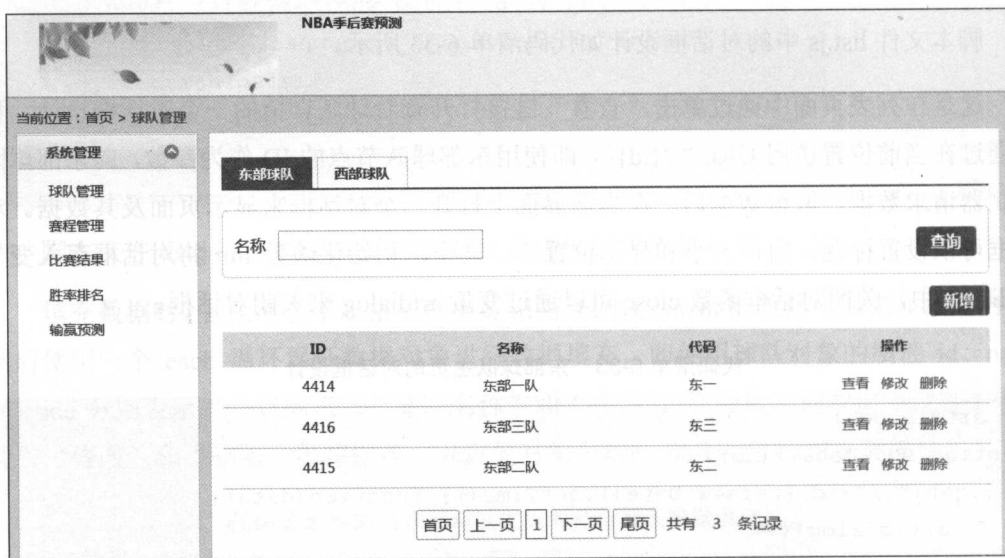 NBA季后赛预测
当前位置：首页 > 球队管理
系统管理
球队管理
赛程管理
比赛结果
胜率排名
输赢预测
东部球队 西部球队
名称 查询
新增
ID 名称 代码 操作
4414 东部一队 东一 查看 修改 删除
4416 东部三队 东三 查看 修改 删除
4415 东部二队 东二 查看 修改 删除
首页 上一页 1 下一页 尾页 共有 3 条记录